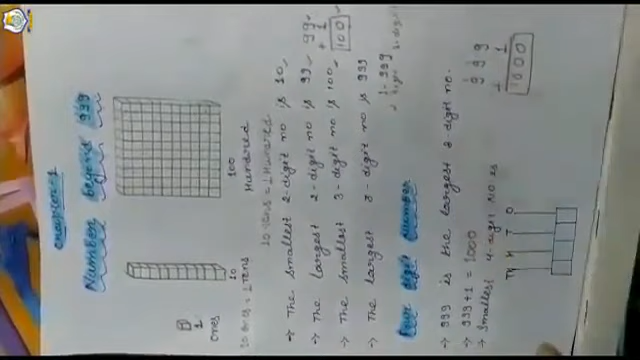 chapter-1
Number beyond 999
1
ones
10
10 ones = 1 Tens
100
Hundred
10 Tens = 1 Hundred
→ The smallest 2-digit no is 10.
→ The largest 2-digit no is 99.
→ The smallest 3-digit no is 100.
→ The largest 3-digit no is 999
99
+ 1
100
1-999
Four digit number
→ 999 is the largest 3 digit no.
→ 999+1 = 1000
→ Smallest 4-digit No is
999
+ 1
1000
Th H T O